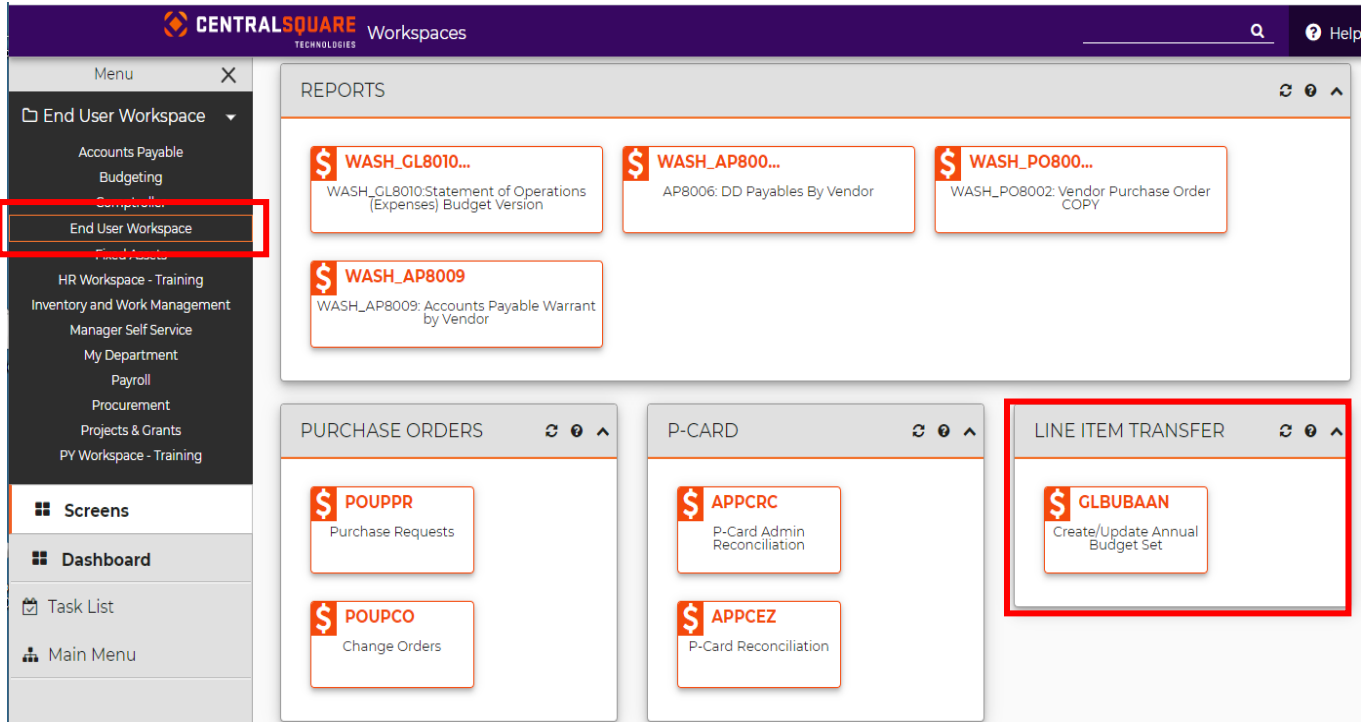 CENTRALSQUARE
TECHNOLOGIES
Workspaces
Help
Menu
End User Workspace
Accounts Payable
Budgeting
Comptroller
End User Workspace
Fixed Assets
HR Workspace - Training
Inventory and Work Management
Manager Self Service
My Department
Payroll
Procurement
Projects & Grants
PY Workspace - Training
Screens
Dashboard
Task List
Main Menu
REPORTS
$ WASH_GL8010...
WASH_GL8010:Statement of Operations
(Expenses) Budget Version
$ WASH_AP800...
AP8006: DD Payables By Vendor
$ WASH_PO800...
WASH_PO8002: Vendor Purchase Order
COPY
$ WASH_AP8009
WASH_AP8009: Accounts Payable Warrant
by Vendor
PURCHASE ORDERS
$ POUPPR
Purchase Requests
$ POUPCO
Change Orders
P-CARD
$ APPCRC
P-Card Admin
Reconciliation
$ APPCEZ
P-Card Reconciliation
LINE ITEM TRANSFER
$ GLBUBAAN
Create/Update Annual
Budget Set